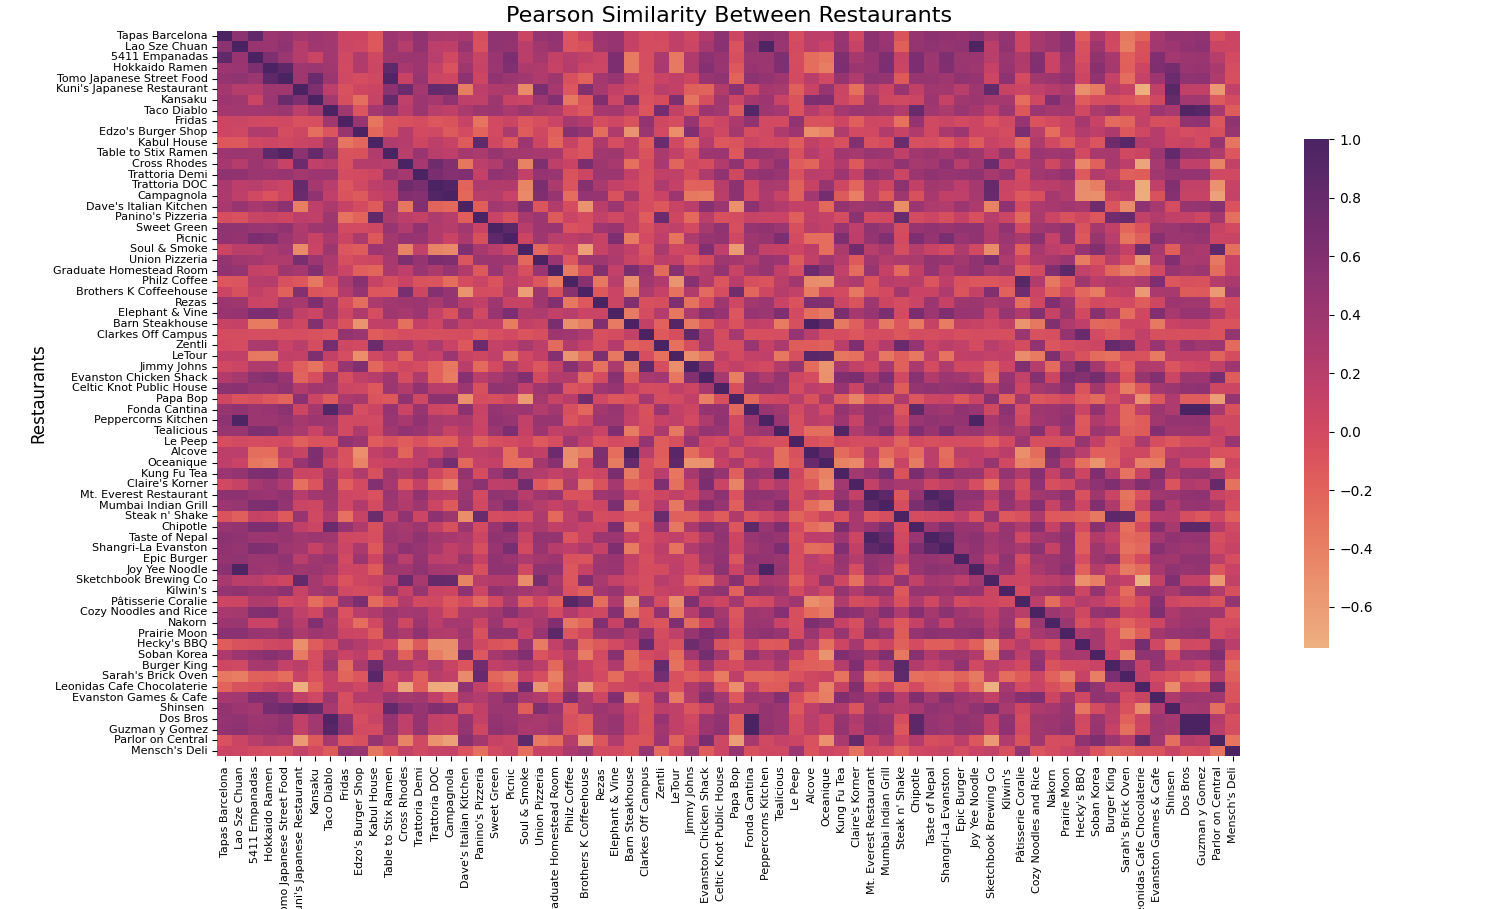 Pearson Similarity Between Restaurants
Restaurants
Tapas Barcelona
Lao Sze Chuan
5411 Empanadas
Hokkaido Ramen
Tomo Japanese Street Food
Kuni's Japanese Restaurant
Kansaku
Taco Diablo
Fridas
Edzo's Burger Shop
Kabul House
Table to Stix Ramen
Cross Rhodes
Trattoria Demi
Trattoria DOC
Campagnola
Dave's Italian Kitchen
Panino's Pizzeria
Sweet Green
Picnic
Soul & Smoke
Union Pizzeria
Graduate Homestead Room
Philz Coffee
Brothers K Coffeehouse
Rezas
Elephant & Vine
Barn Steakhouse
Clarkes Off Campus
Zentli
LeTour
Jimmy Johns
Evanston Chicken Shack
Celtic Knot Public House
Papa Bop
Fonda Cantina
Peppercorns Kitchen
Tealicious
Le Peep
Alcove
Oceanique
Kung Fu Tea
Claire's Korner
Mt. Everest Restaurant
Mumbai Indian Grill
Steak n' Shake
Chipotle
Taste of Nepal
Shangri-La Evanston
Epic Burger
Joy Yee Noodle
Sketchbook Brewing Co
Kilwin's
Pâtisserie Coralie
Cozy Noodles and Rice
Nakorn
Prairie Moon
Hecky's BBQ
Soban Korea
Burger King
Sarah's Brick Oven
Leonidas Cafe Chocolaterie
Evanston Games & Cafe
Shinsen
Dos Bros
Guzman y Gomez
Parlor on Central
Mensch's Deli
Tapas Barcelona
Lao Sze Chuan
5411 Empanadas
Hokkaido Ramen
omo Japanese Street Food
uni's Japanese Restaurant
Kansaku
Taco Diablo
Fridas
Edzo's Burger Shop
Kabul House
Table to Stix Ramen
Cross Rhodes
Trattoria Demi
Trattoria DOC
Campagnola
Dave's Italian Kitchen
Panino's Pizzeria
Sweet Green
Picnic
Soul & Smoke
Union Pizzeria
aduate Homestead Room
Philz Coffee
Brothers K Coffeehouse
Rezas
Elephant & Vine
Barn Steakhouse
Clarkes Off Campus
Zentli
LeTour
Jimmy Johns
Evanston Chicken Shack
Celtic Knot Public House
Papa Bop
Fonda Cantina
Peppercorns Kitchen
Tealicious
Le Peep
Alcove
Oceanique
Kung Fu Tea
Claire's Korner
Mt. Everest Restaurant
Mumbai Indian Grill
Steak n' Shake
Chipotle
Taste of Nepal
Shangri-La Evanston
Epic Burger
Joy Yee Noodle
Sketchbook Brewing Co
Kilwin's
Pâtisserie Coralie
Cozy Noodles and Rice
Nakorn
Prairie Moon
Hecky's BBQ
Soban Korea
Burger King
Sarah's Brick Oven
eonidas Cafe Chocolaterie
Evanston Games & Cafe
Shinsen
Dos Bros
Guzman y Gomez
Parlor on Central
Mensch's Deli
1.0
0.8
0.6
0.4
0.2
0.0
−0.2
−0.4
−0.6